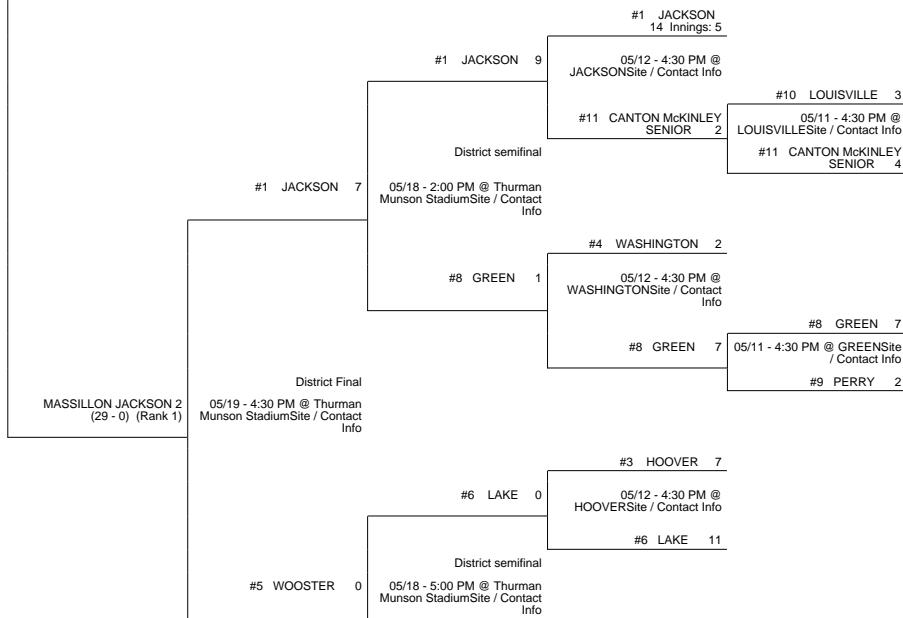 #1 JACKSON
14 Innings: 5
#1 JACKSON 9
05/12 - 4:30 PM @
JACKSONSite / Contact Info
#10 LOUISVILLE 3
#11 CANTON McKINLEY
SENIOR 2
05/11 - 4:30 PM @
LOUISVILLESite / Contact Info
District semifinal
#11 CANTON McKINLEY
SENIOR 4
#1 JACKSON 7
05/18 - 2:00 PM @ Thurman
Munson StadiumSite / Contact
Info
#4 WASHINGTON 2
#8 GREEN 1
05/12 - 4:30 PM @
WASHINGTONSite / Contact
Info
#8 GREEN 7
#8 GREEN 7
05/11 - 4:30 PM @ GREENSite
/ Contact Info
District Final
#9 PERRY 2
MASSILLON JACKSON 2
(29 - 0) (Rank 1)
05/19 - 4:30 PM @ Thurman
Munson StadiumSite / Contact
Info
#3 HOOVER 7
#6 LAKE 0
05/12 - 4:30 PM @
HOOVERSite / Contact Info
#6 LAKE 11
District semifinal
#5 WOOSTER 0
05/18 - 5:00 PM @ Thurman
Munson StadiumSite / Contact
Info